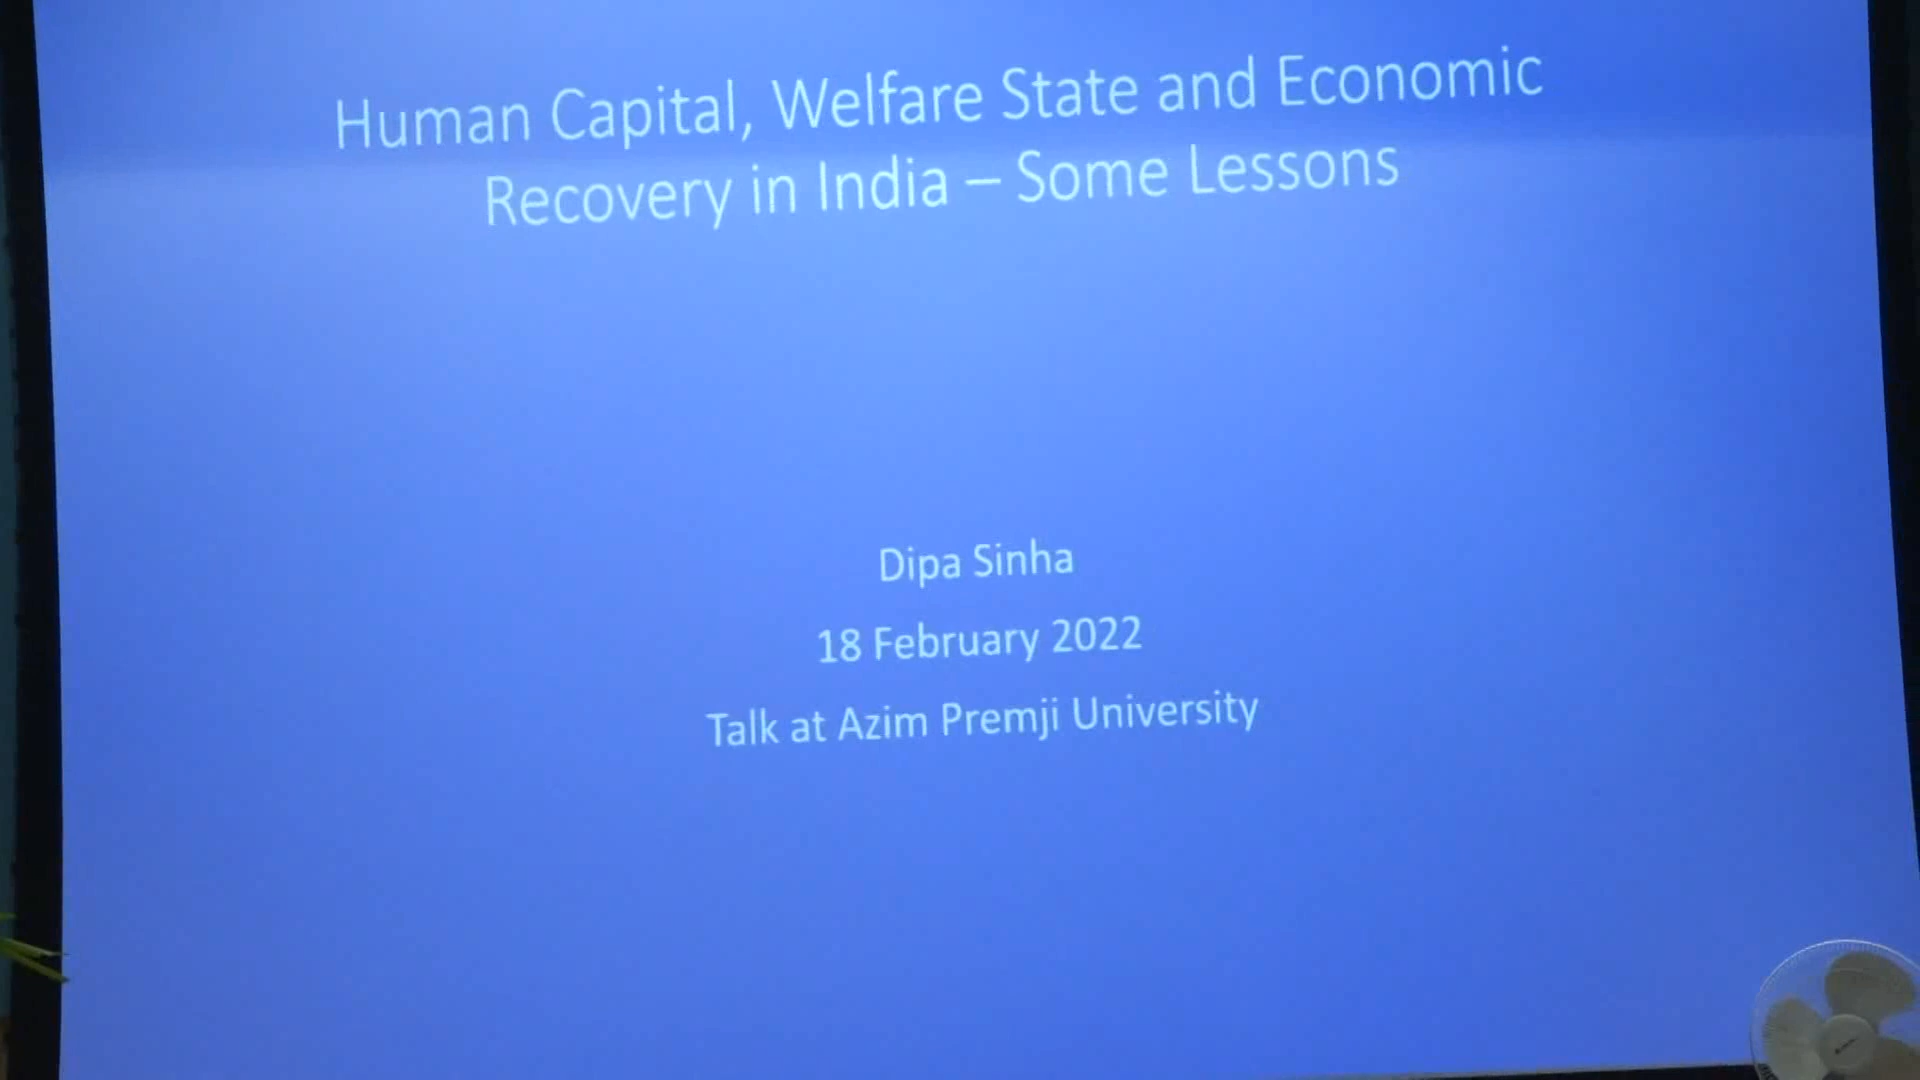 Human Capital, Welfare State and Economic
Recovery in India – Some Lessons
Dipa Sinha
18 February 2022
Talk at Azim Premji University